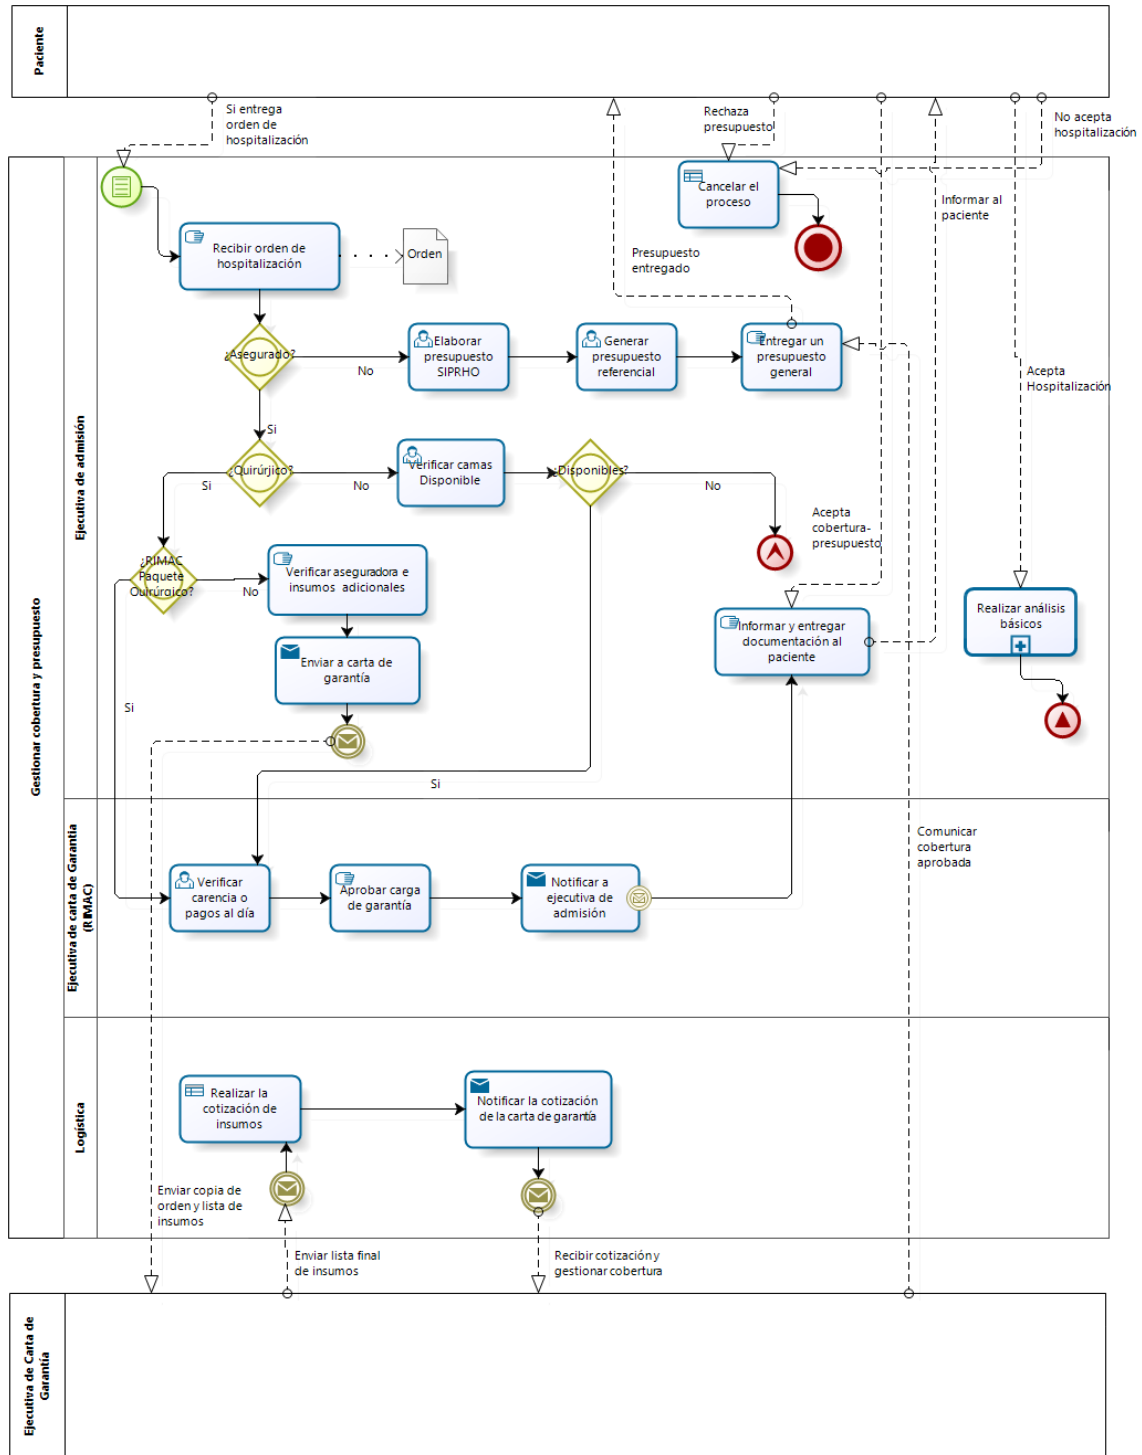 Paciente
Si entrega
orden de
hospitalización
Rechaza
presupuesto
No acepta
hospitalización
Gestionar cobertura y presupuesto
Ejecutiva de admisión
Cancelar el
proceso
Informar al
paciente
Recibir orden de
hospitalización
Orden
Presupuesto
entregado
¿Asegurado?
No
Elaborar
presupuesto
SIPRHO
Generar
presupuesto
referencial
Entregar un
presupuesto
general
Acepta
Hospitalización
Si
¿Quirúrjico?
Si
No
Verificar camas
Disponible
¿Disponibles?
No
Acepta
cobertura-
presupuesto
¿RIMAC
Paquete
Quirúrgico?
No
Verificar aseguradora e
insumos adicionales
Realizar análisis
básicos
Informar y entregar
documentación al
paciente
Enviar a carta de
garantía
Si
Si
Ejecutiva de carta de Garantía
(RIMAC)
Comunicar
cobertura
aprobada
Verificar
carencia o
pagos al día
Aprobar carga
de garantía
Notificar a
ejecutiva de
admisión
Logística
Realizar la
cotización de
insumos
Notificar la cotización
de la carta de garantía
Enviar copia de
orden y lista de
insumos
Enviar lista final
de insumos
Recibir cotización y
gestionar cobertura
Ejecutiva de Carta de
Garantía